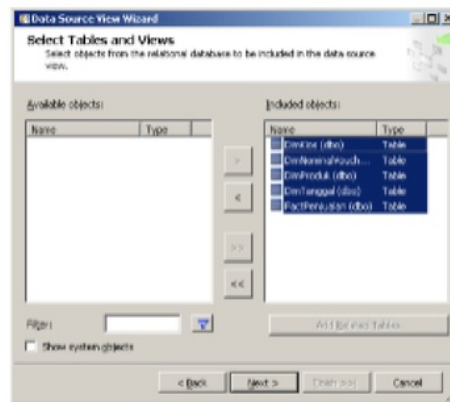 Data Source View Wizard
Select Tables and Views
Select objects from the relational database to be included in the data source
view.
Available objects:
Included objects:
Name Type
Name Type
DimKios (dbo) Table
DimNominalVouch... Table
DimProduk (dbo) Table
DimTanggal (dbo) Table
FactPenjualan (dbo) Table
>
<
>>
<<
Filter:
Add Related Tables
Show system objects
< Back
Next >
Finish >>|
Cancel